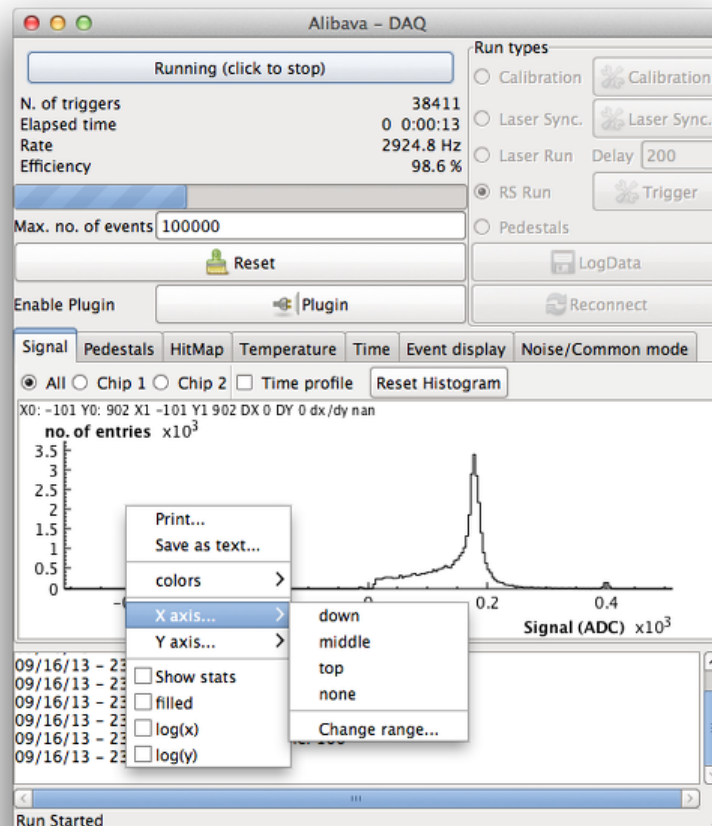 Alibava – DAQ
Running (click to stop)
N. of triggers 38411
Elapsed time 0 0:00:13
Rate 2924.8 Hz
Efficiency 98.6 %
Max. no. of events 100000
Reset
Enable Plugin Plugin
Run types
Calibration Calibration
Laser Sync. Laser Sync.
Laser Run Delay 200
RS Run Trigger
Pedestals
LogData
Reconnect
Signal Pedestals HitMap Temperature Time Event display Noise/Common mode
All Chip 1 Chip 2 Time profile Reset Histogram
X0: -101 Y0: 902 X1 -101 Y1 902 DX 0 DY 0 dx/dy nan
no. of entries x10³
3.5
3
2.5
2
1.5
1
0.5
0
0.2 0.4
Signal (ADC) x10³
Print...
Save as text...
colors
X axis...
Y axis...
Show stats
filled
log(x)
log(y)
down
middle
top
none
Change range...
09/16/13 – 23
09/16/13 – 23
09/16/13 – 23
09/16/13 – 23
09/16/13 – 23
09/16/13 – 23
Run Started